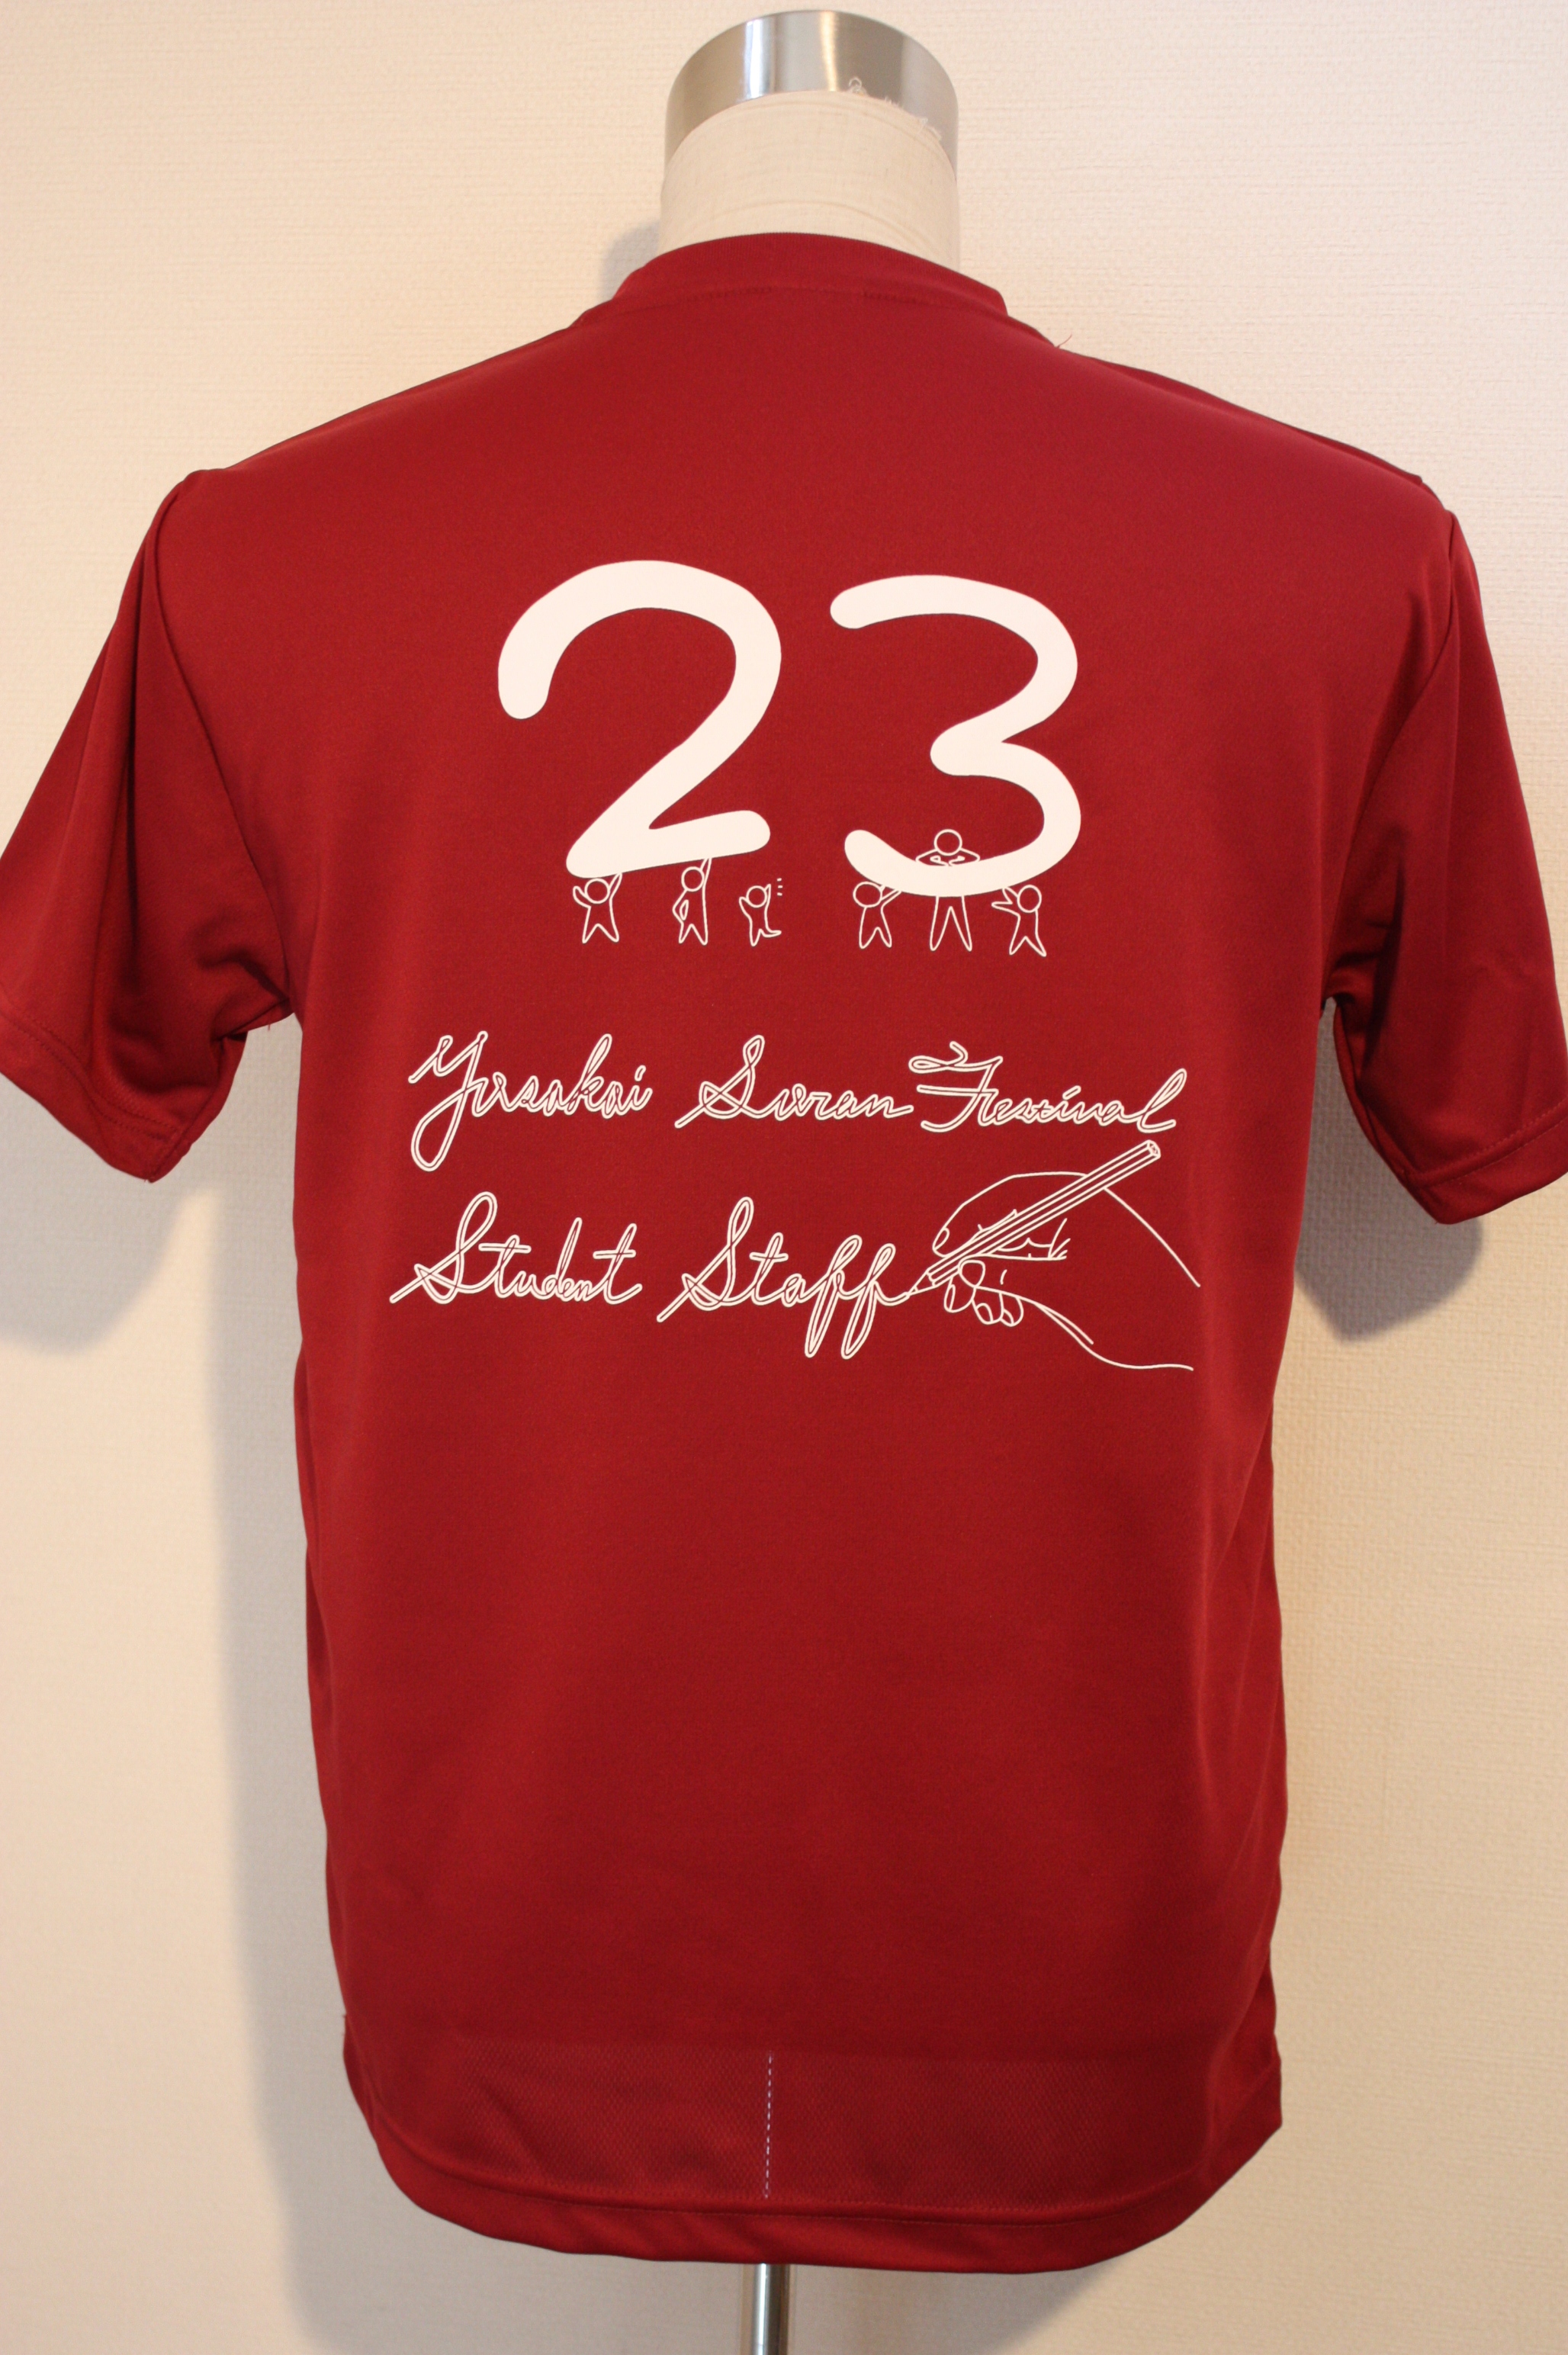 23
Yosakoi Soran Festival
Student Staff